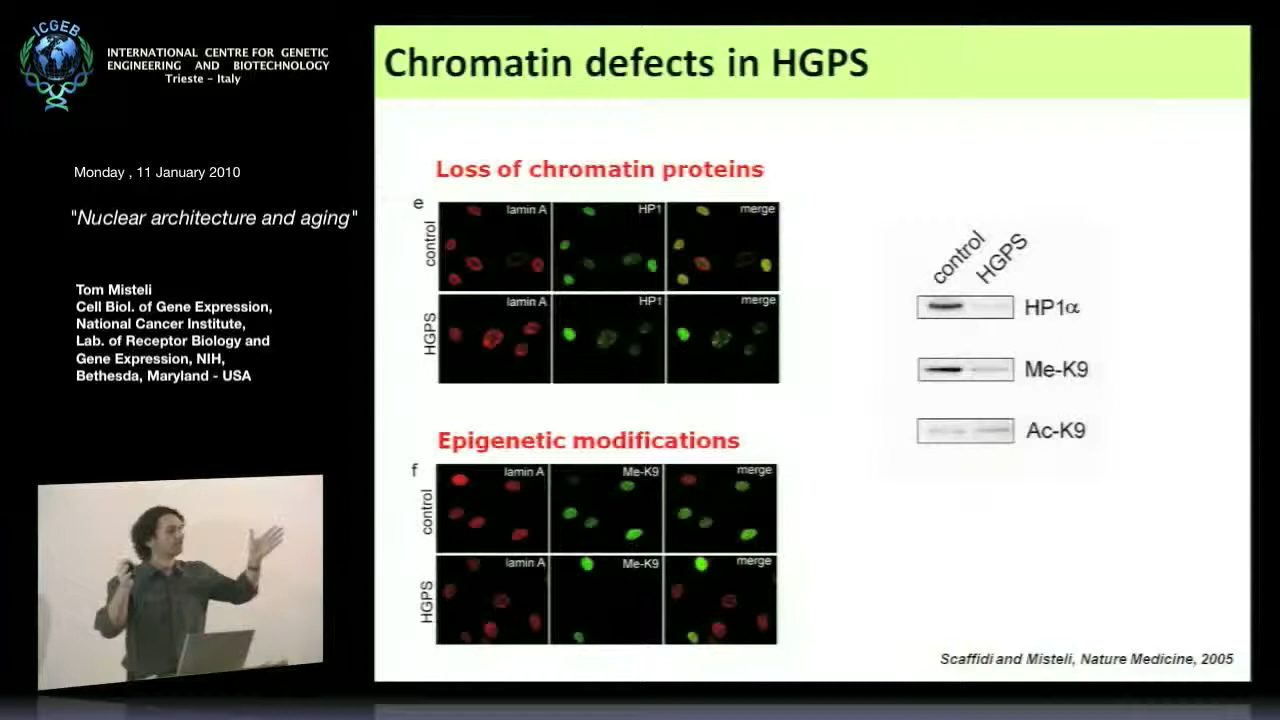 ICGEB
INTERNATIONAL CENTRE FOR GENETIC
ENGINEERING AND BIOTECHNOLOGY
Trieste - Italy
Monday , 11 January 2010
"Nuclear architecture and aging"
Tom Misteli
Cell Biol. of Gene Expression,
National Cancer Institute,
Lab. of Receptor Biology and
Gene Expression, NIH,
Bethesda, Maryland - USA
Chromatin defects in HGPS
Loss of chromatin proteins
e
control
lamin A
HP1
merge
HGPS
lamin A
HP1
merge
Epigenetic modifications
f
control
lamin A
Me-K9
merge
HGPS
lamin A
Me-K9
merge
control
HGPS
HP1α
Me-K9
Ac-K9
Scaffidi and Misteli, Nature Medicine, 2005